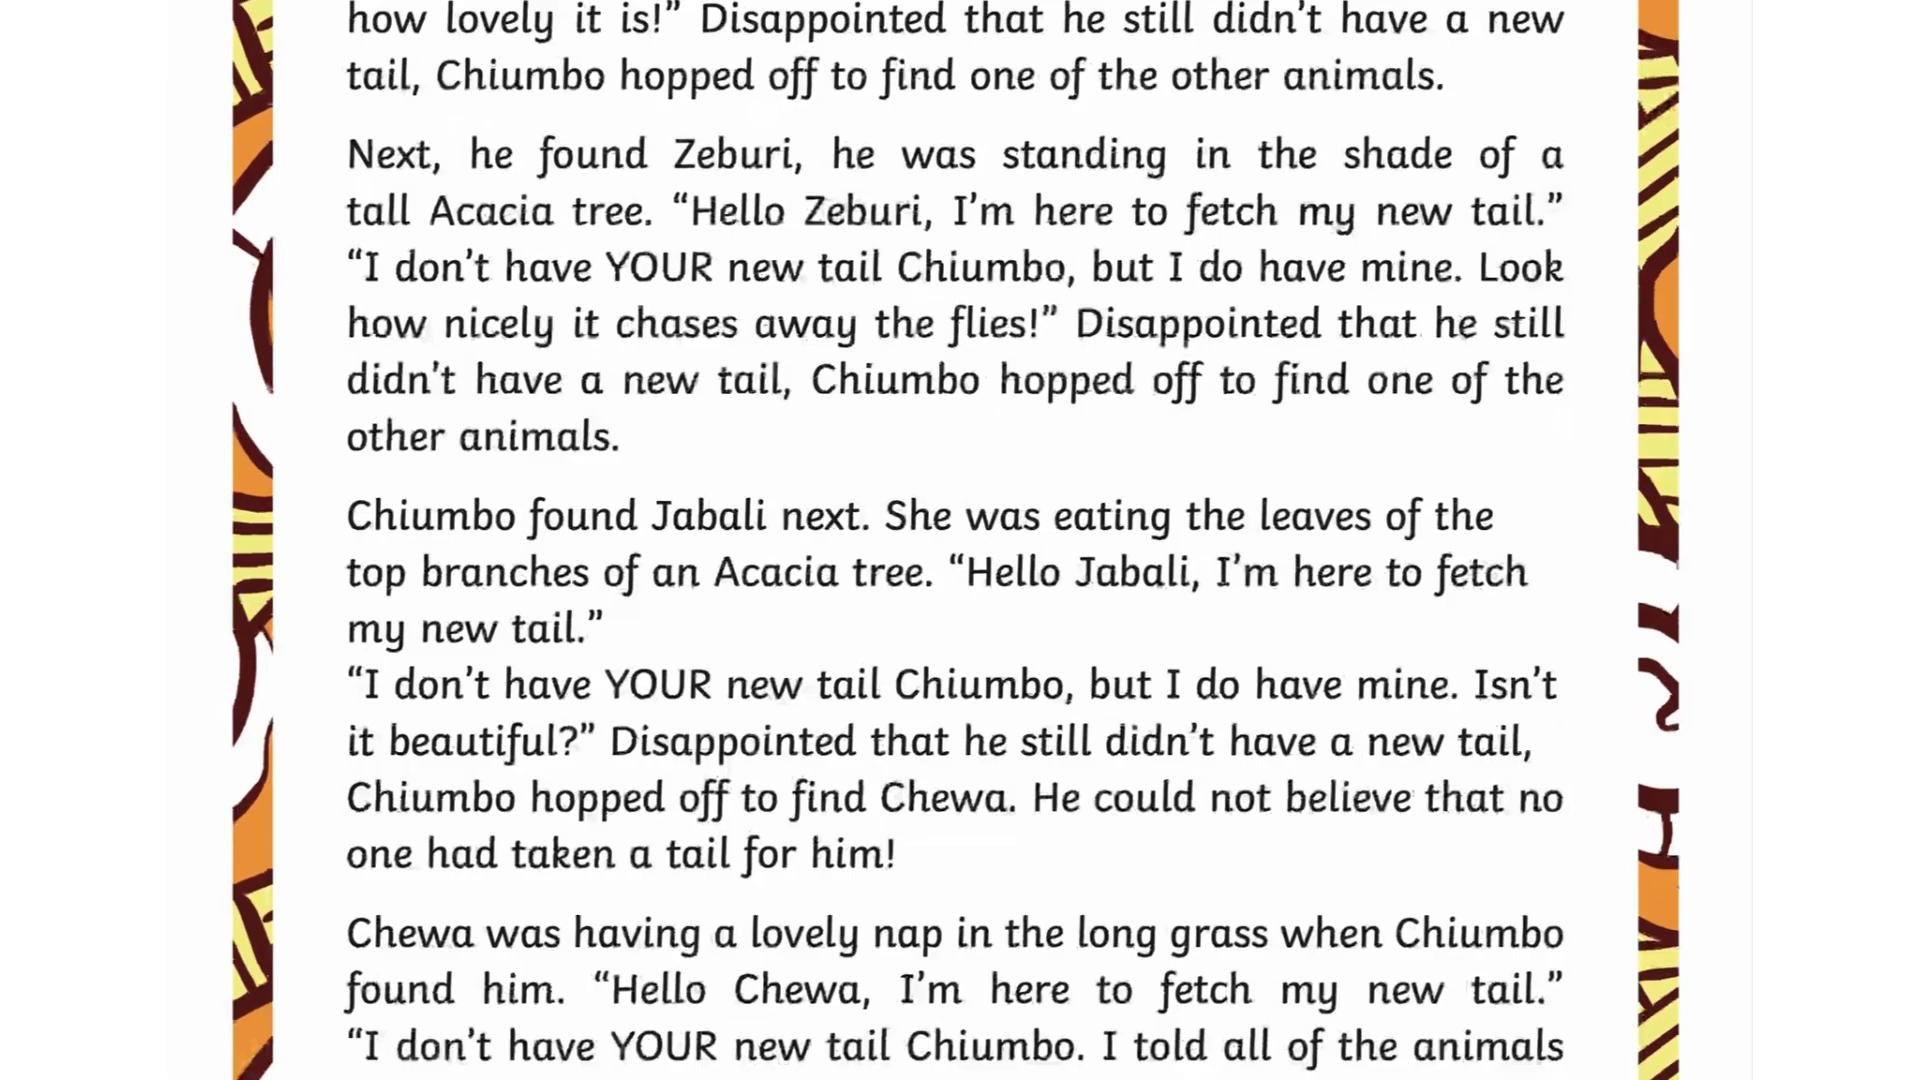 how lovely it is!” Disappointed that he still didn’t have a new
tail, Chiumbo hopped off to find one of the other animals.
Next, he found Zeburi, he was standing in the shade of a
tall Acacia tree. “Hello Zeburi, I’m here to fetch my new tail.”
“I don’t have YOUR new tail Chiumbo, but I do have mine. Look
how nicely it chases away the flies!” Disappointed that he still
didn’t have a new tail, Chiumbo hopped off to find one of the
other animals.
Chiumbo found Jabali next. She was eating the leaves of the
top branches of an Acacia tree. “Hello Jabali, I’m here to fetch
my new tail.”
“I don’t have YOUR new tail Chiumbo, but I do have mine. Isn’t
it beautiful?” Disappointed that he still didn’t have a new tail,
Chiumbo hopped off to find Chewa. He could not believe that no
one had taken a tail for him!
Chewa was having a lovely nap in the long grass when Chiumbo
found him. “Hello Chewa, I’m here to fetch my new tail.”
“I don’t have YOUR new tail Chiumbo. I told all of the animals